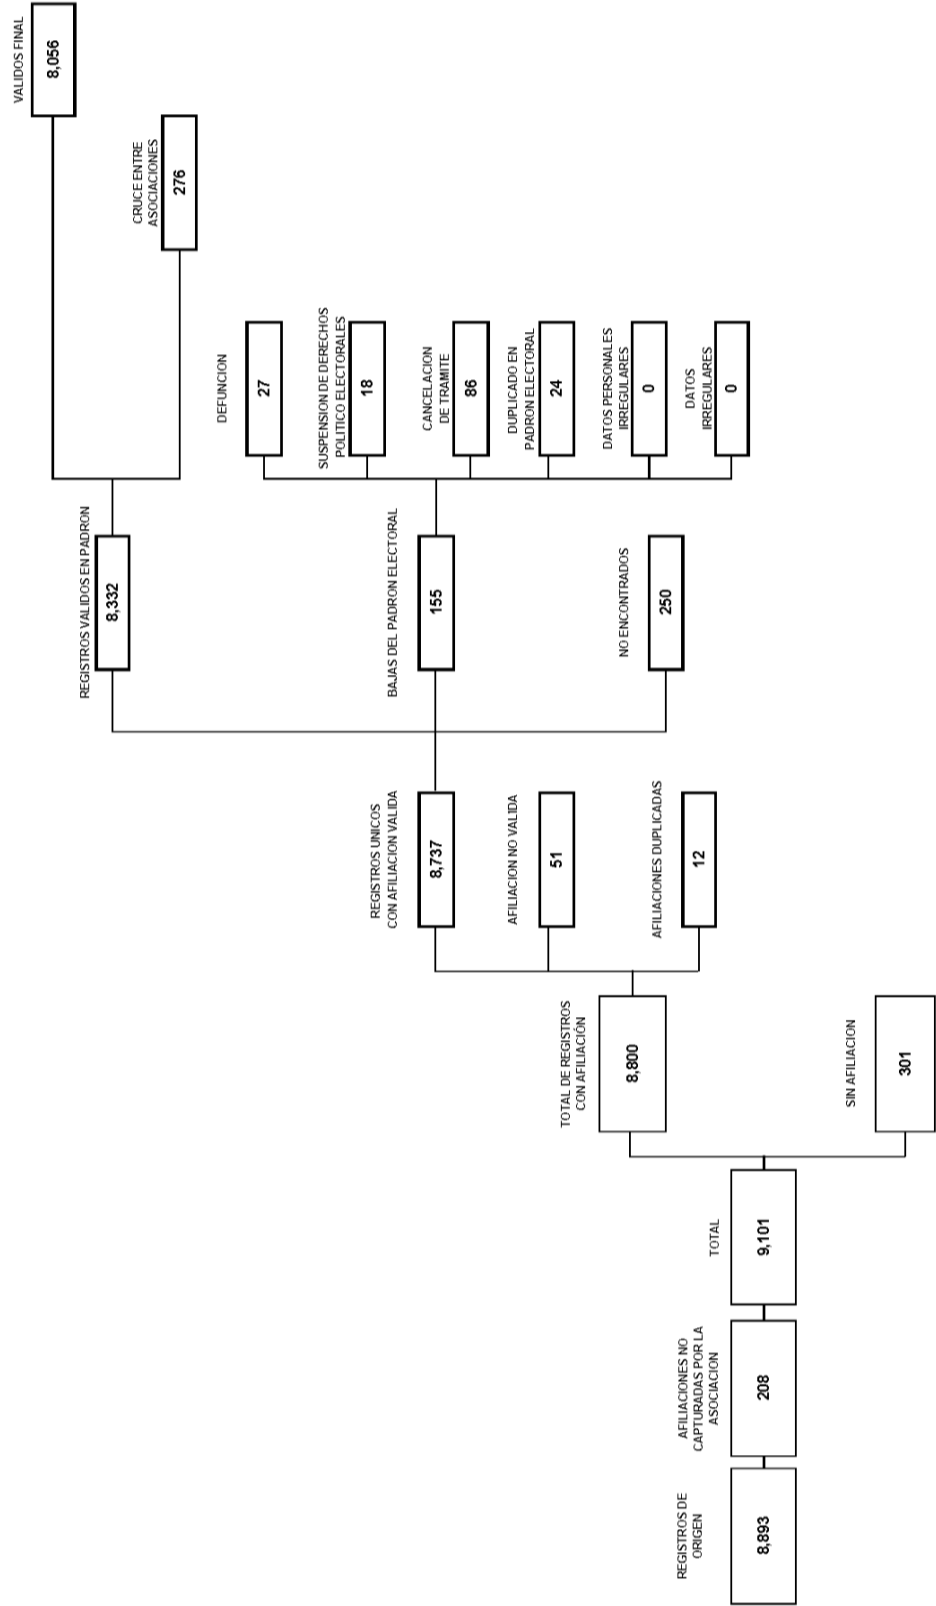 REGISTROS DE
ORIGEN
8,893
AFILIACIONES NO
CAPTURADAS POR LA
ASOCIACION
208
TOTAL
9,101
TOTAL DE REGISTROS
CON AFILIACIÓN
8,800
SIN AFILIACION
301
REGISTROS UNICOS
CON AFILIACION VALIDA
8,737
AFILIACION NO VALIDA
51
AFILIACIONES DUPLICADAS
12
REGISTROS VALIDOS EN PADRON
8,332
BAJAS DEL PADRON ELECTORAL
155
NO ENCONTRADOS
250
DEFUNCION
27
SUSPENSION DE DERECHOS
POLITICO ELECTORALES
18
CANCELACION
DE TRAMITE
86
DUPLICADO EN
PADRON ELECTORAL
24
DATOS PERSONALES
IRREGULARES
0
DATOS
IRREGULARES
0
VALIDOS FINAL
8,056
CRUCE ENTRE
ASOCIACIONES
276